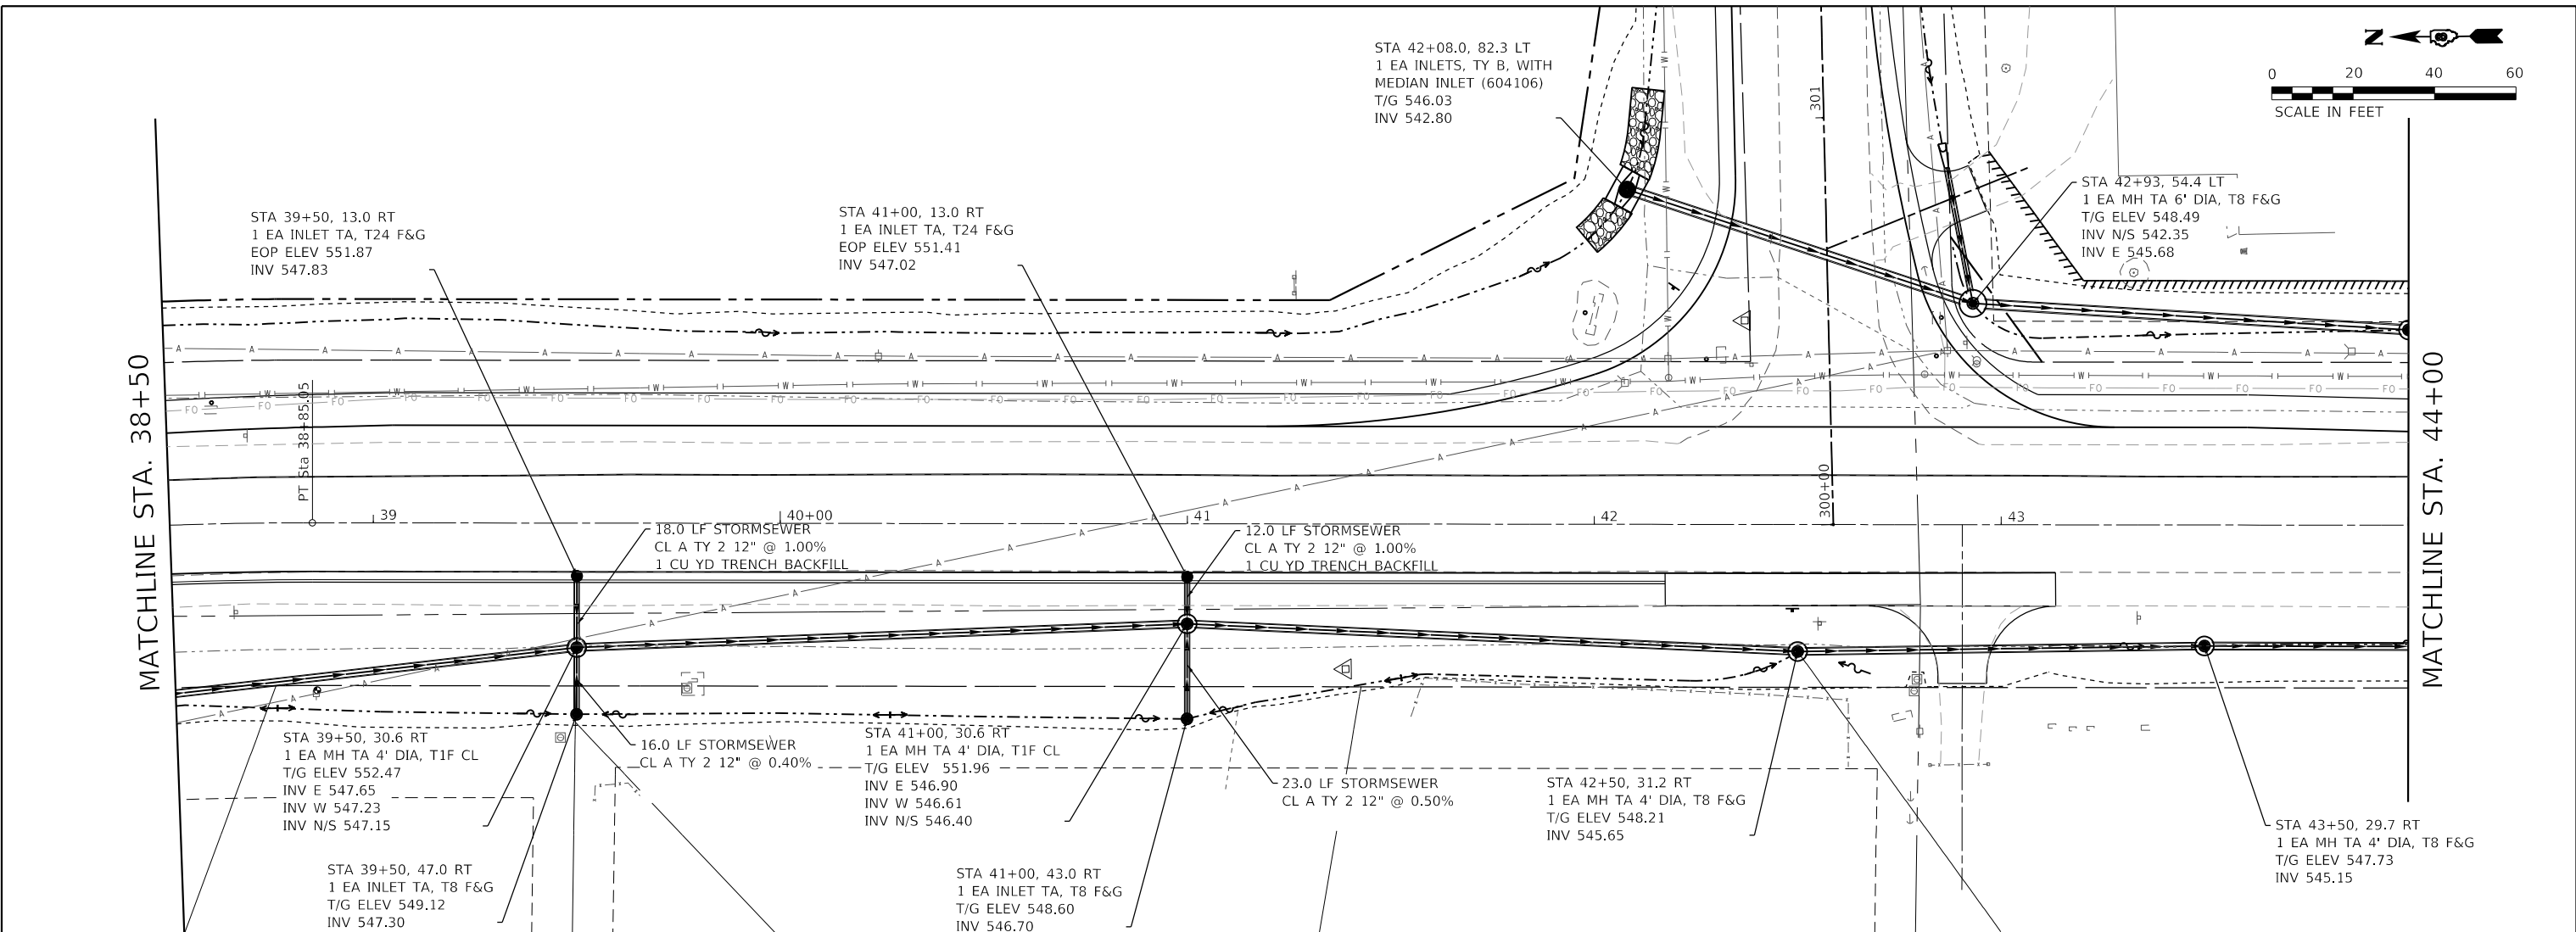 STA 42+08.0, 82.3 LT
1 EA INLETS, TY B, WITH
MEDIAN INLET (604106)
T/G 546.03
INV 542.80
N
0 20 40 60
SCALE IN FEET
301
STA 42+93, 54.4 LT
1 EA MH TA 6' DIA, T8 F&G
T/G ELEV 548.49
INV N/S 542.35
INV E 545.68
STA 39+50, 13.0 RT
1 EA INLET TA, T24 F&G
EOP ELEV 551.87
INV 547.83
STA 41+00, 13.0 RT
1 EA INLET TA, T24 F&G
EOP ELEV 551.41
INV 547.02
MATCHLINE STA. 38+50
MATCHLINE STA. 44+00
PT Sta 38+85.05
300+00
39
40+00
41
42
43
18.0 LF STORMSEWER
CL A TY 2 12" @ 1.00%
1 CU YD TRENCH BACKFILL
12.0 LF STORMSEWER
CL A TY 2 12" @ 1.00%
1 CU YD TRENCH BACKFILL
STA 39+50, 30.6 RT
1 EA MH TA 4' DIA, T1F CL
T/G ELEV 552.47
INV E 547.65
INV W 547.23
INV N/S 547.15
16.0 LF STORMSEWER
CL A TY 2 12" @ 0.40%
STA 41+00, 30.6 RT
1 EA MH TA 4' DIA, T1F CL
T/G ELEV 551.96
INV E 546.90
INV W 546.61
INV N/S 546.40
23.0 LF STORMSEWER
CL A TY 2 12" @ 0.50%
STA 42+50, 31.2 RT
1 EA MH TA 4' DIA, T8 F&G
T/G ELEV 548.21
INV 545.65
STA 43+50, 29.7 RT
1 EA MH TA 4' DIA, T8 F&G
T/G ELEV 547.73
INV 545.15
STA 39+50, 47.0 RT
1 EA INLET TA, T8 F&G
T/G ELEV 549.12
INV 547.30
STA 41+00, 43.0 RT
1 EA INLET TA, T8 F&G
T/G ELEV 548.60
INV 546.70